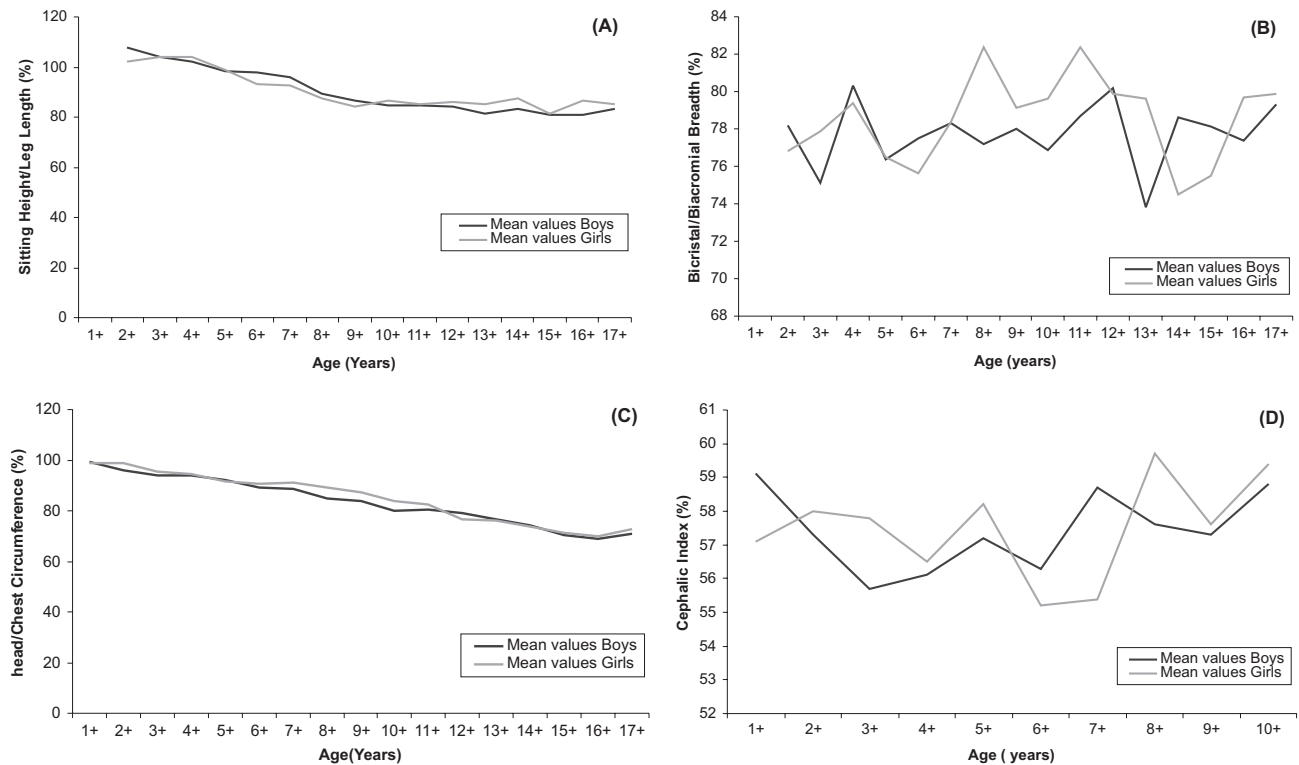 (A)
Sitting Height/Leg Length (%)
120
100
80
60
40
20
0
Mean values Boys
Mean values Girls
1+ 2+ 3+ 4+ 5+ 6+ 7+ 8+ 9+ 10+ 11+ 12+ 13+ 14+ 15+ 16+ 17+
Age (Years)
(B)
Bicristal/Biacromial Breadth (%)
84
82
80
78
76
74
72
70
68
Mean values Boys
Mean values Girls
1+ 2+ 3+ 4+ 5+ 6+ 7+ 8+ 9+ 10+ 11+ 12+ 13+ 14+ 15+ 16+ 17+
Age (years)
(C)
head/Chest Circumference (%)
120
100
80
60
40
20
0
Mean values Boys
Mean values Girls
1+ 2+ 3+ 4+ 5+ 6+ 7+ 8+ 9+ 10+ 11+ 12+ 13+ 14+ 15+ 16+ 17+
Age(Years)
(D)
Cephalic Index (%)
61
60
59
58
57
56
55
54
53
52
Mean values Boys
Mean values Girls
1+ 2+ 3+ 4+ 5+ 6+ 7+ 8+ 9+ 10+
Age ( years)